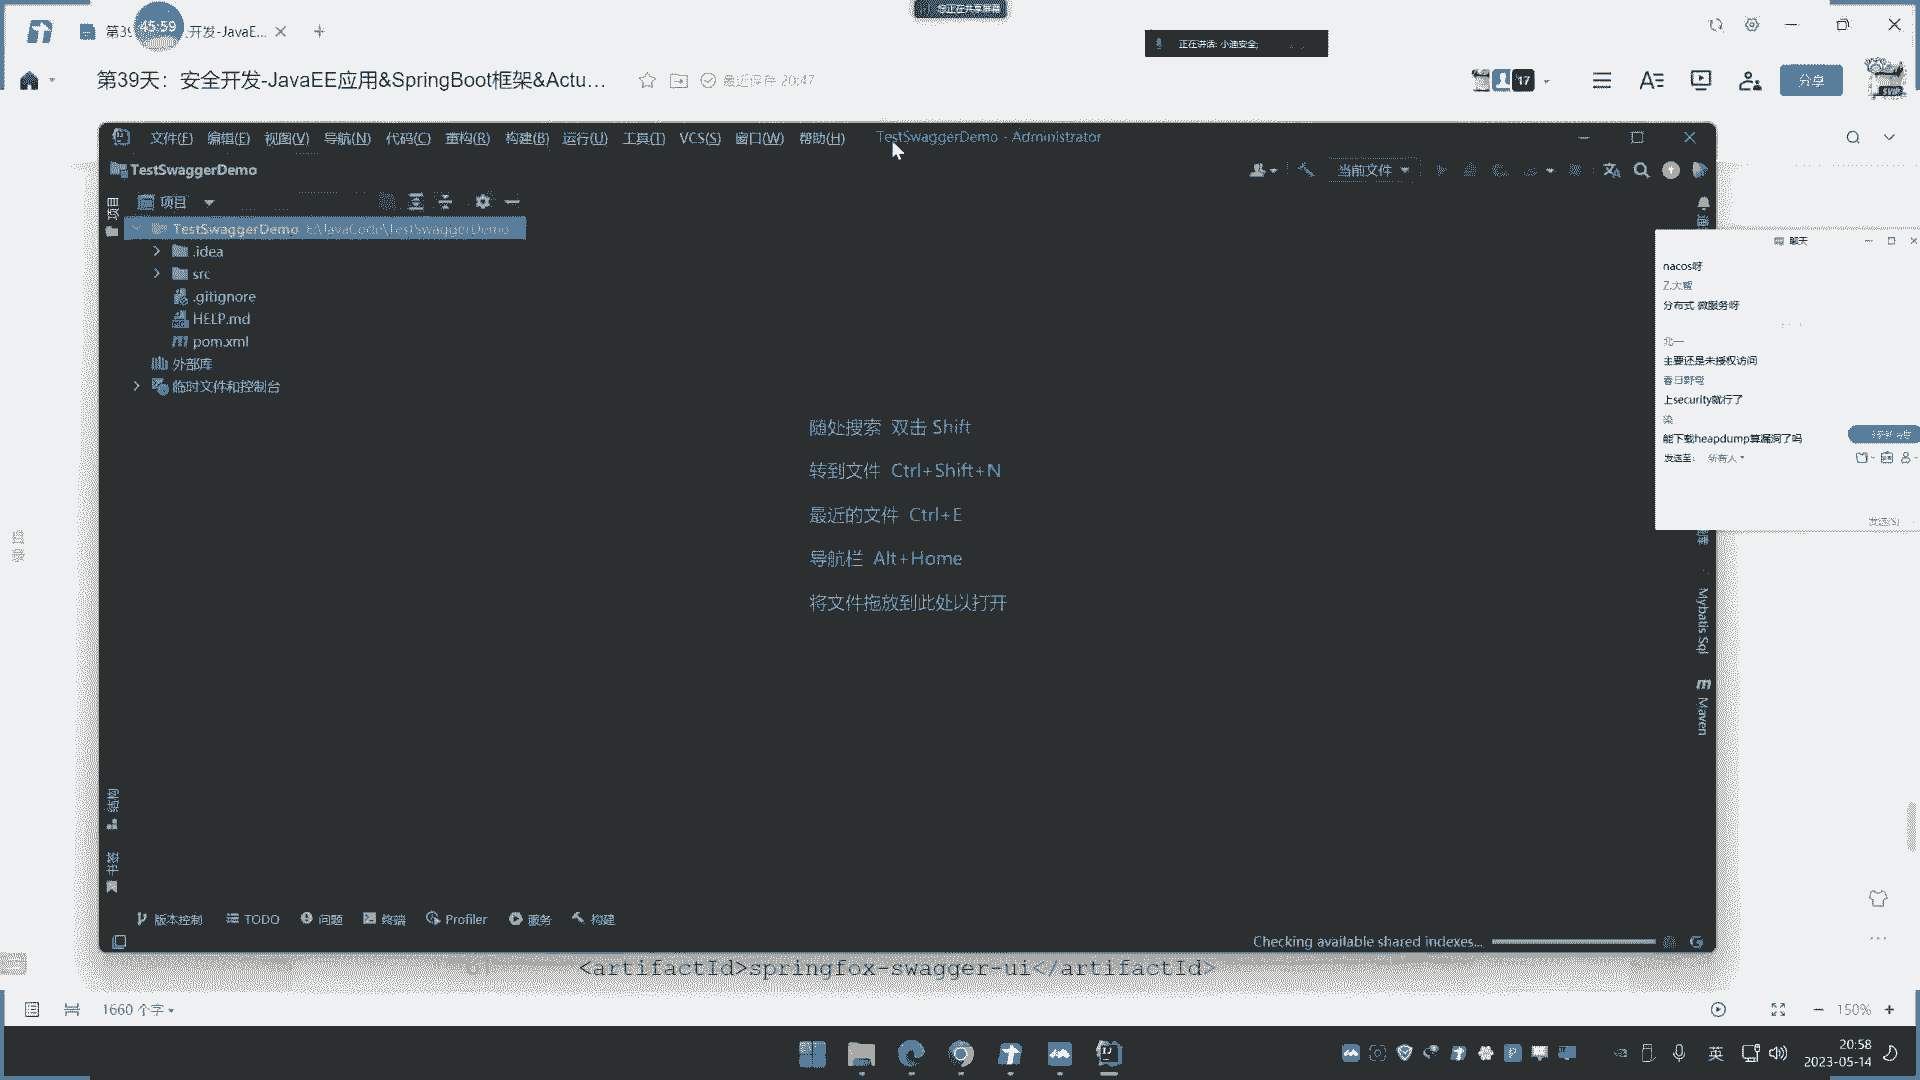 您正在共享屏幕
45:59
第39
开发-JavaE...
正在讲话: 小迪安全;
第39天：安全开发-JavaEE应用&SpringBoot框架&Actu...
最近保存 20:47
17
分享
文件(F) 编辑(E) 视图(V) 导航(N) 代码(C) 重构(R) 构建(B) 运行(U) 工具(T) VCS(S) 窗口(W) 帮助(H)
TestSwaggerDemo - Administrator
TestSwaggerDemo
当前文件
项目
项目
TestSwaggerDemo E:\JavaCode\TestSwaggerDemo
.idea
src
.gitignore
HELP.md
pom.xml
外部库
临时文件和控制台
随处搜索 双击 Shift
转到文件 Ctrl+Shift+N
最近的文件 Ctrl+E
导航栏 Alt+Home
将文件拖放到此处以打开
聊天
nacos呀
分布式 微服务呀
北一
主要还是未授权访问
春日野穹
上security就行了
染
能下载heapdump算漏洞了吗
发送至: 所有人
发送(S)
Mybatis Sql
Maven
目录
结构
书签
版本控制 TODO 问题 终端 Profiler 服务 构建
Checking available shared indexes...
<artifactId>springfox-swagger-ui</artifactId>
1660 个字
150%
英
20:58
2023-05-14